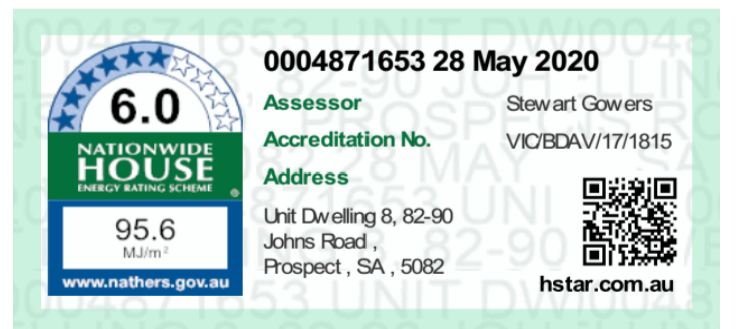 6.0
NATIONWIDE
HOUSE
ENERGY RATING SCHEME
95.6
MJ/m²
www.nathers.gov.au
0004871653 28 May 2020
Assessor Stewart Gowers
Accreditation No. VIC/BDAV/17/1815
Address
Unit Dwelling 8, 82-90
Johns Road ,
Prospect , SA , 5082
hstar.com.au